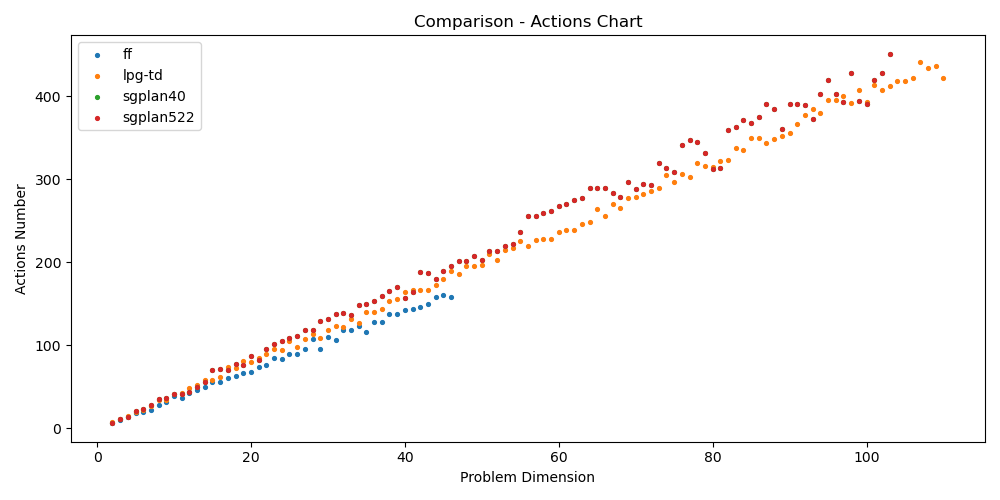 Comparison - Actions Chart
ff
lpg-td
sgplan40
sgplan522
Actions Number
400
300
200
100
0
0 20 40 60 80 100
Problem Dimension